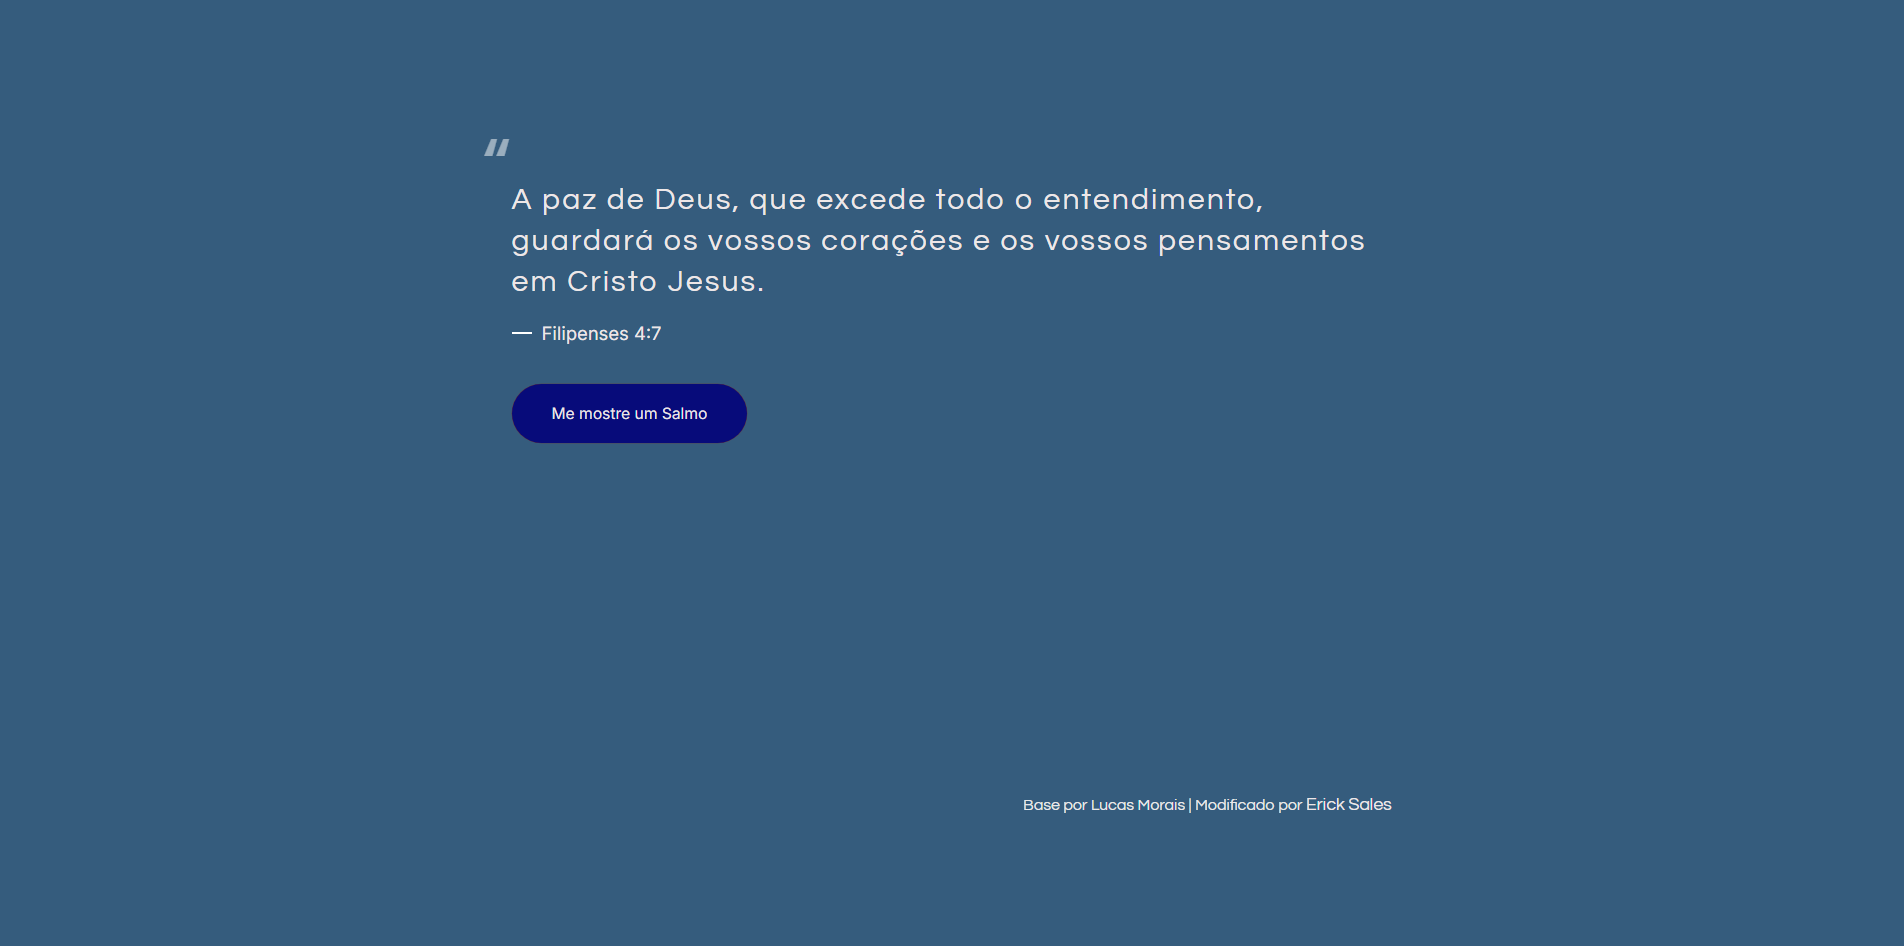 “
A paz de Deus, que excede todo o entendimento,
guardará os vossos corações e os vossos pensamentos
em Cristo Jesus.
— Filipenses 4:7
Me mostre um Salmo
Base por Lucas Morais | Modificado por Erick Sales